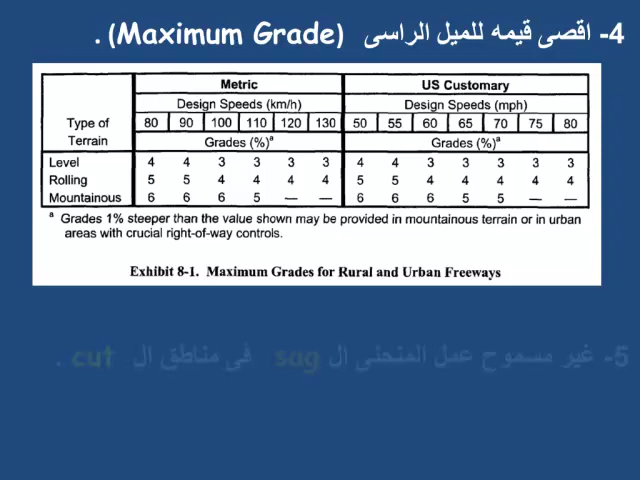 4- اقصى قيمه للميل الراسى (Maximum Grade) .
Metric US Customary
Design Speeds (km/h) Design Speeds (mph)
Type of Terrain 80 90 100 110 120 130 50 55 60 65 70 75 80
Grades (%)ᵃ Grades (%)ᵃ
Level 4 4 3 3 3 3 4 4 3 3 3 3 3
Rolling 5 5 4 4 4 4 5 5 4 4 4 4 4
Mountainous 6 6 6 5 — — 6 6 6 5 5 — —
ᵃ Grades 1% steeper than the value shown may be provided in mountainous terrain or in urban
areas with crucial right-of-way controls.
Exhibit 8-1. Maximum Grades for Rural and Urban Freeways
5- غير مسموح عمل المنحنى ال sag فى مناطق ال cut .